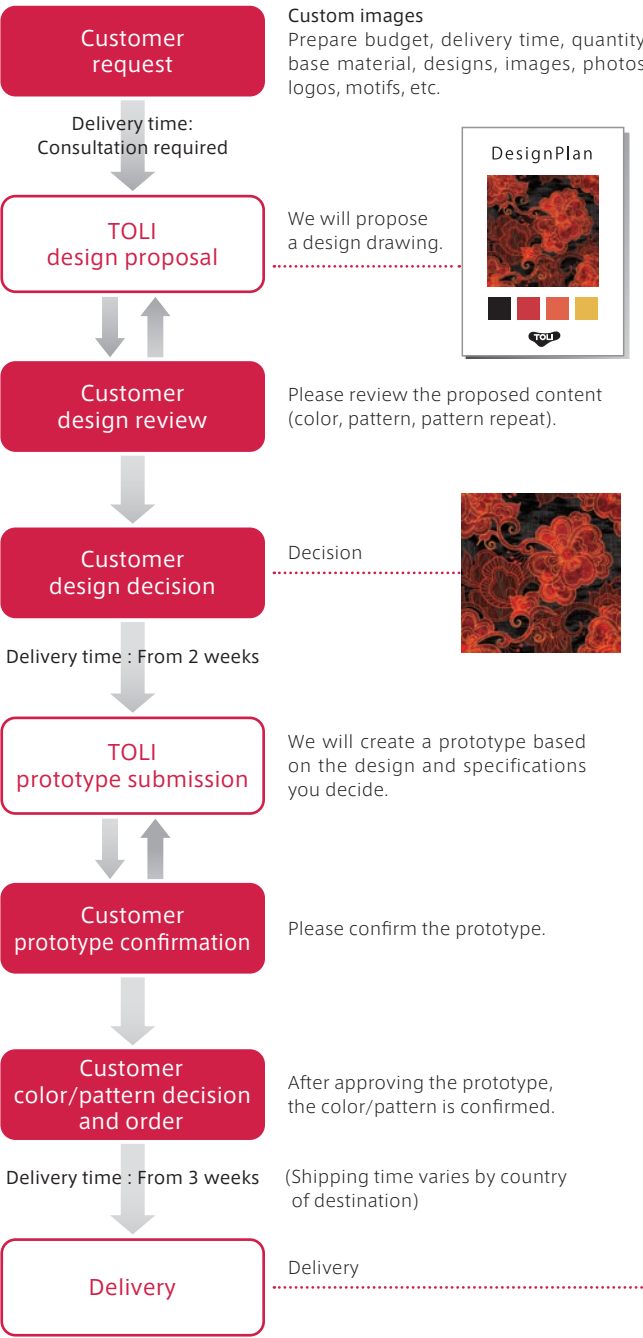 Customer
request
Custom images
Prepare budget, delivery time, quantity
base material, designs, images, photos
logos, motifs, etc.
Delivery time:
Consultation required
TOLI
design proposal
We will propose
a design drawing.
DesignPlan
TOLI
Customer
design review
Please review the proposed content
(color, pattern, pattern repeat).
Customer
design decision
Decision
Delivery time : From 2 weeks
TOLI
prototype submission
We will create a prototype based
on the design and specifications
you decide.
Customer
prototype confirmation
Please confirm the prototype.
Customer
color/pattern decision
and order
After approving the prototype,
the color/pattern is confirmed.
Delivery time : From 3 weeks
(Shipping time varies by country
of destination)
Delivery
Delivery